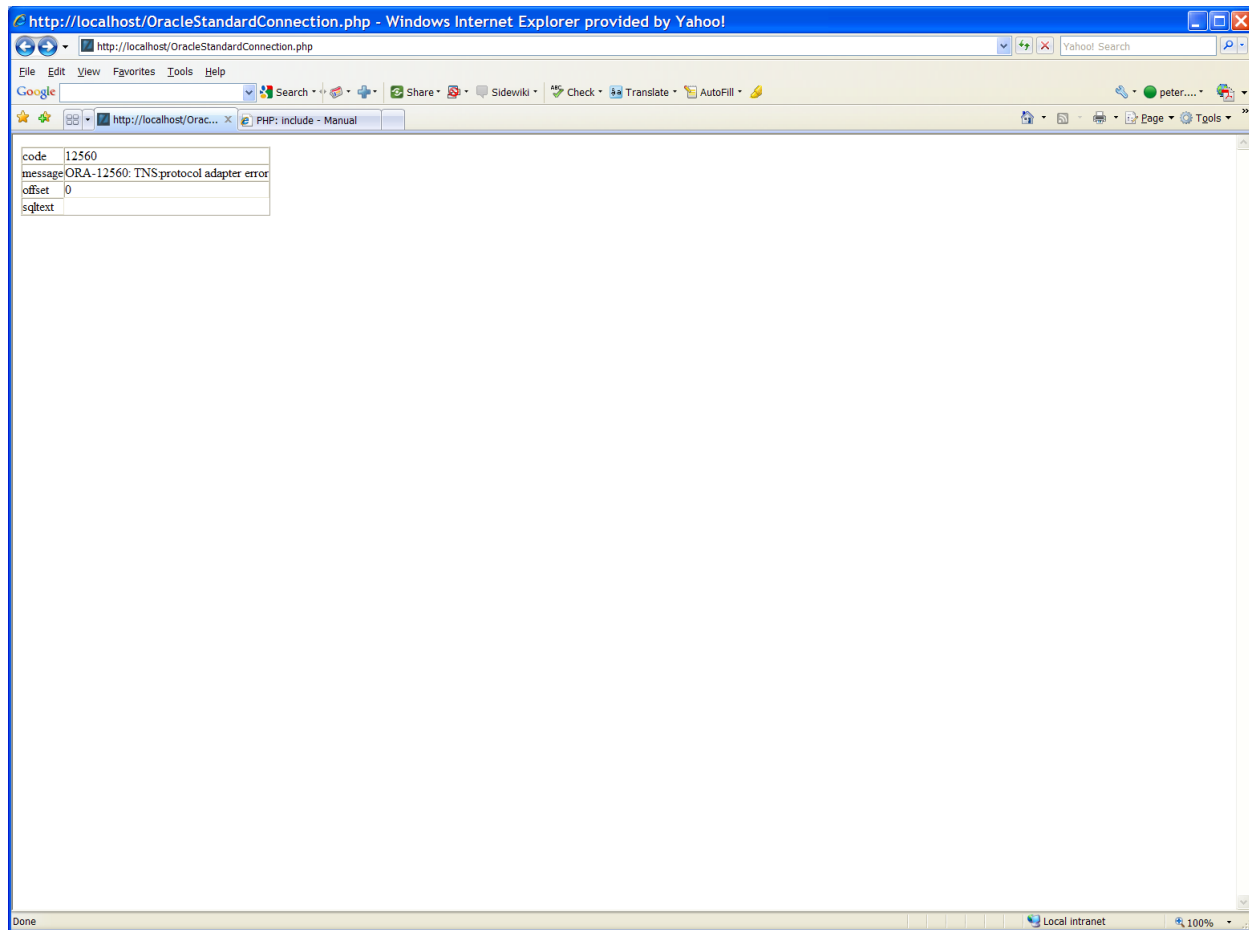 http://localhost/OracleStandardConnection.php - Windows Internet Explorer provided by Yahoo!
http://localhost/OracleStandardConnection.php Yahoo! Search
File Edit View Favorites Tools Help
Google Search Share Sidewiki Check Translate AutoFill peter....
http://localhost/Orac... X PHP: include - Manual Page Tools »
code 12560
message ORA-12560: TNS:protocol adapter error
offset 0
sqltext
Done Local intranet 100%